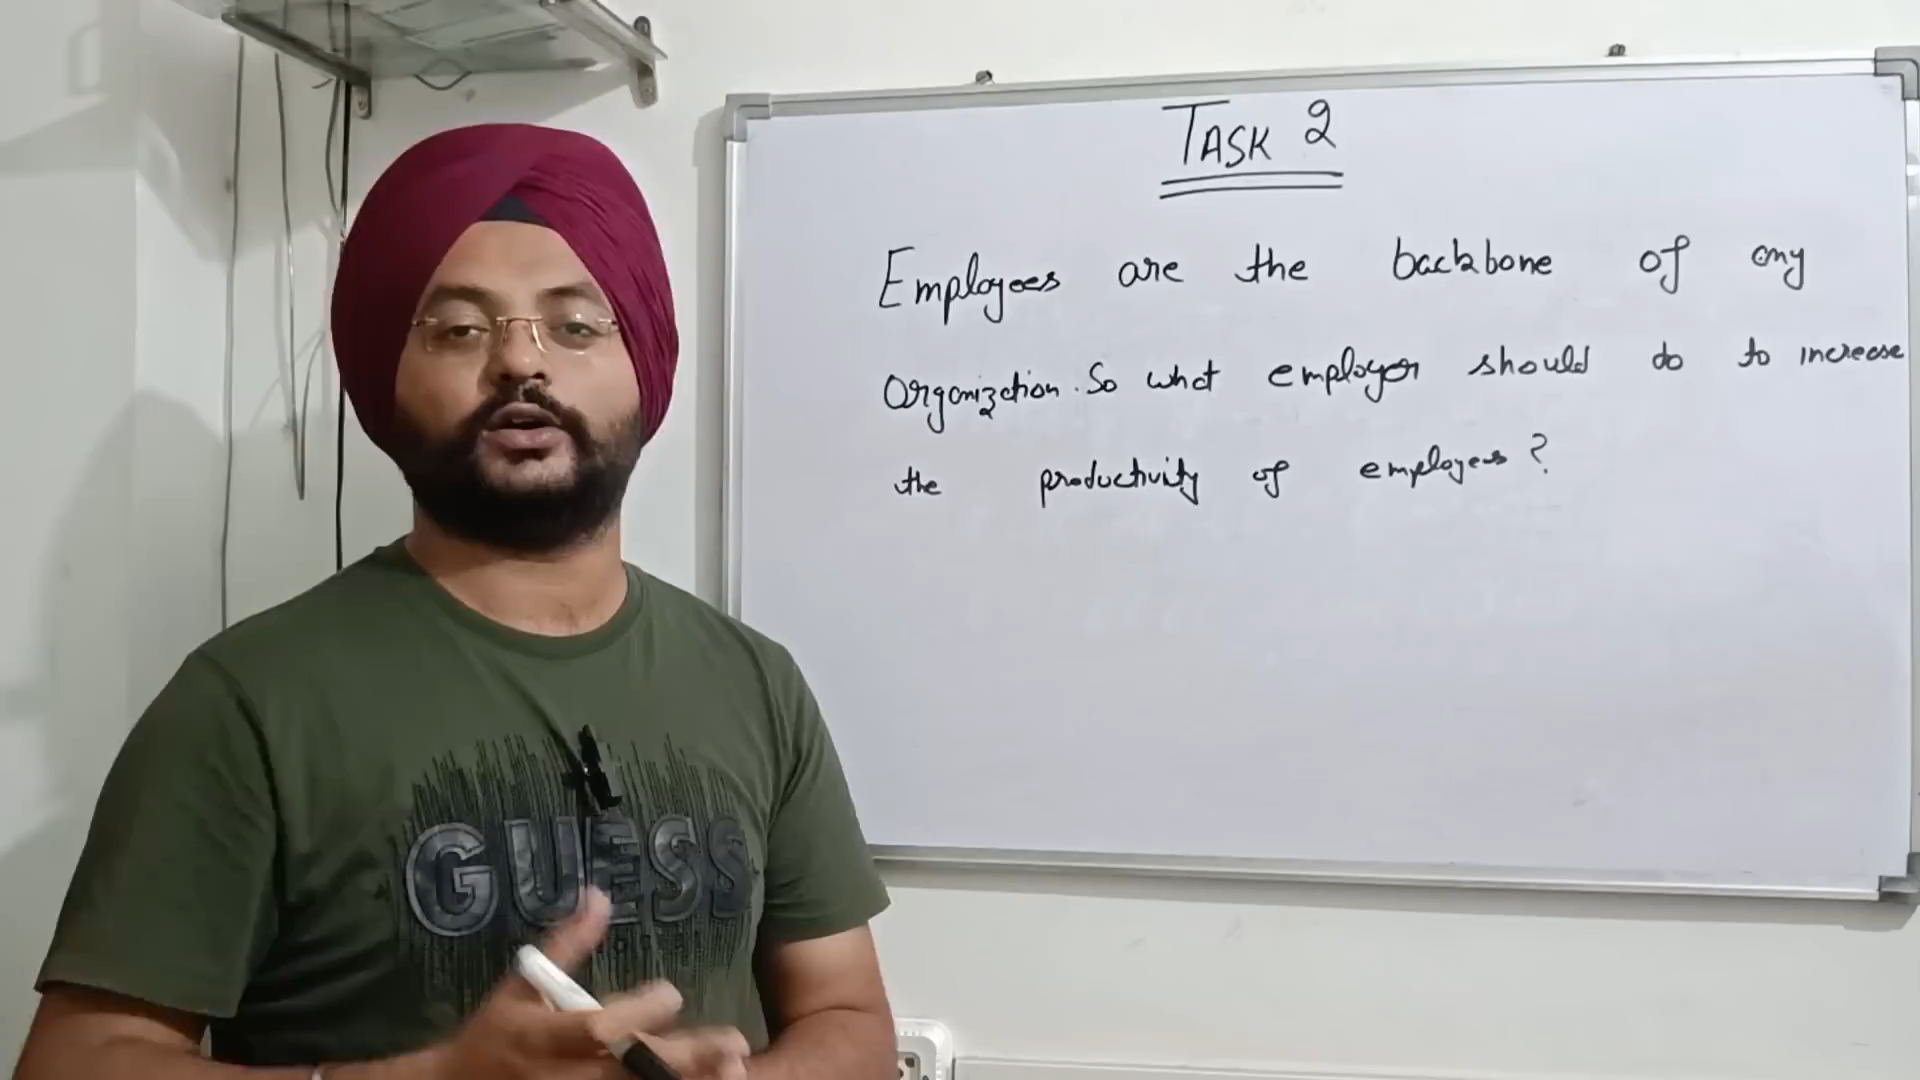 TASK 2
Employees are the backbone of any
Organization. So what employer should do to increase
the productivity of employees?
GUESS